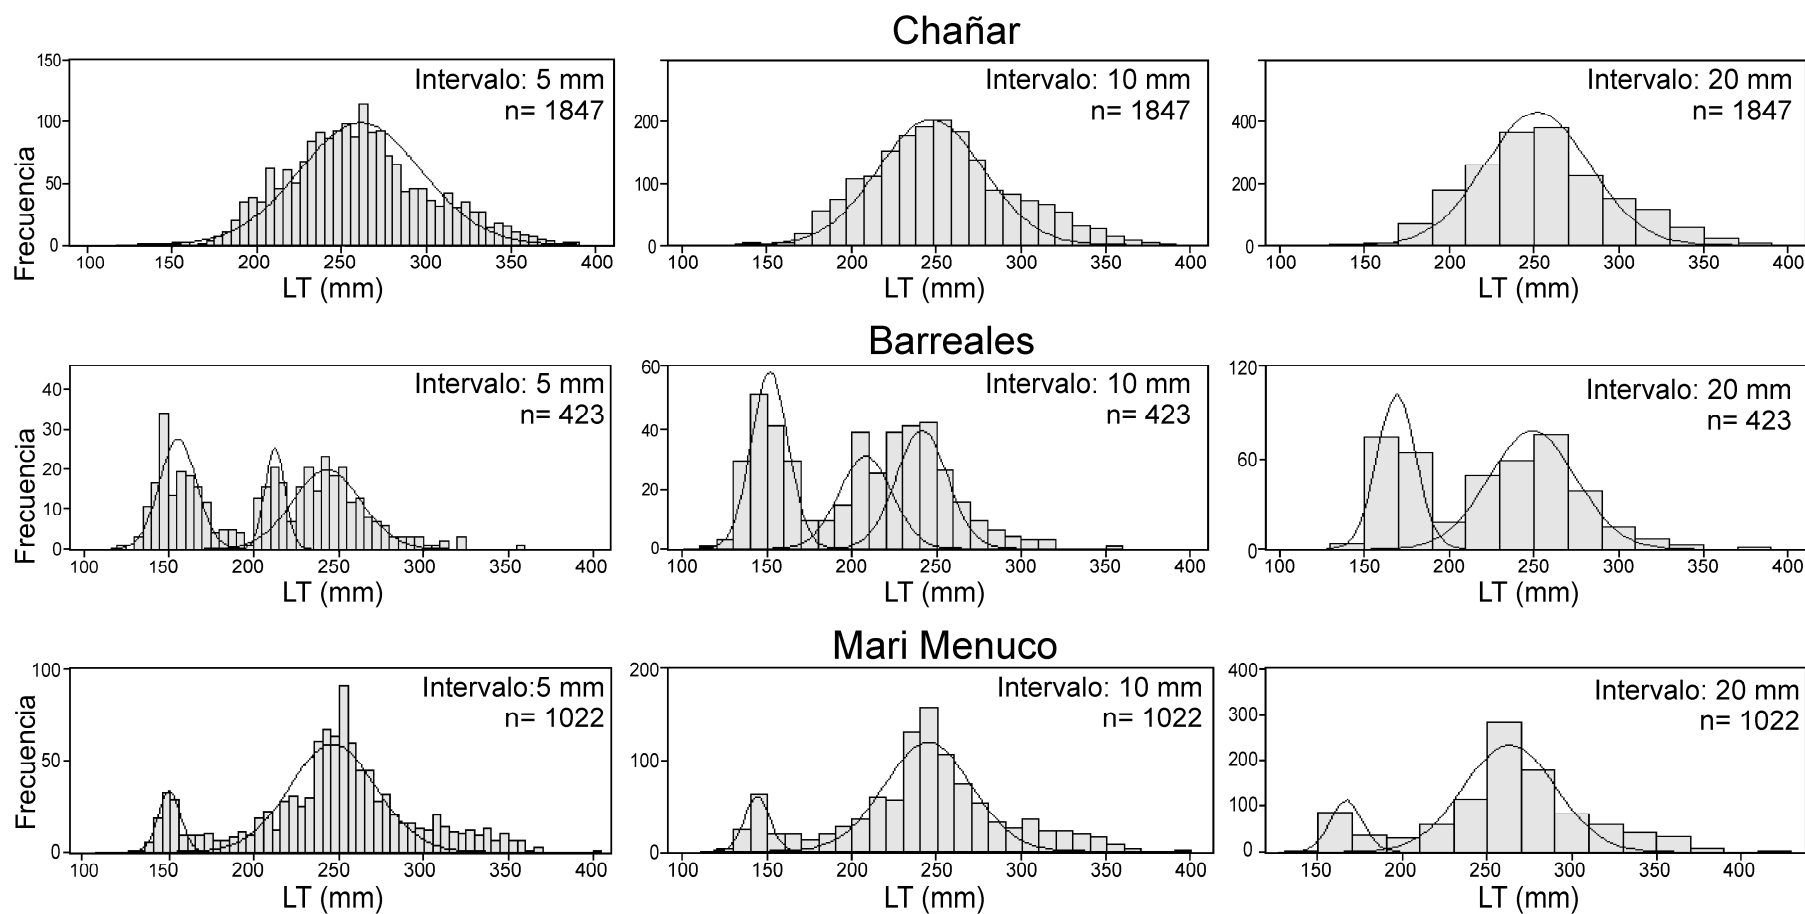 Chañar
Intervalo: 5 mm
n= 1847
Frecuencia
150
100
50
0
100 150 200 250 300 350 400
LT (mm)
Intervalo: 10 mm
n= 1847
200
100
0
100 150 200 250 300 350 400
LT (mm)
Intervalo: 20 mm
n= 1847
400
200
0
100 150 200 250 300 350 400
LT (mm)
Barreales
Intervalo: 5 mm
n= 423
Frecuencia
40
30
20
10
0
100 150 200 250 300 350 400
LT (mm)
Intervalo: 10 mm
n= 423
60
40
20
0
100 150 200 250 300 350 400
LT (mm)
Intervalo: 20 mm
n= 423
120
60
0
100 150 200 250 300 350 400
LT (mm)
Mari Menuco
Intervalo:5 mm
n= 1022
Frecuencia
100
50
0
100 150 200 250 300 350 400
LT (mm)
Intervalo: 10 mm
n= 1022
200
100
0
100 150 200 250 300 350 400
LT (mm)
Intervalo: 20 mm
n= 1022
400
300
200
100
0
150 200 250 300 350 400
LT (mm)